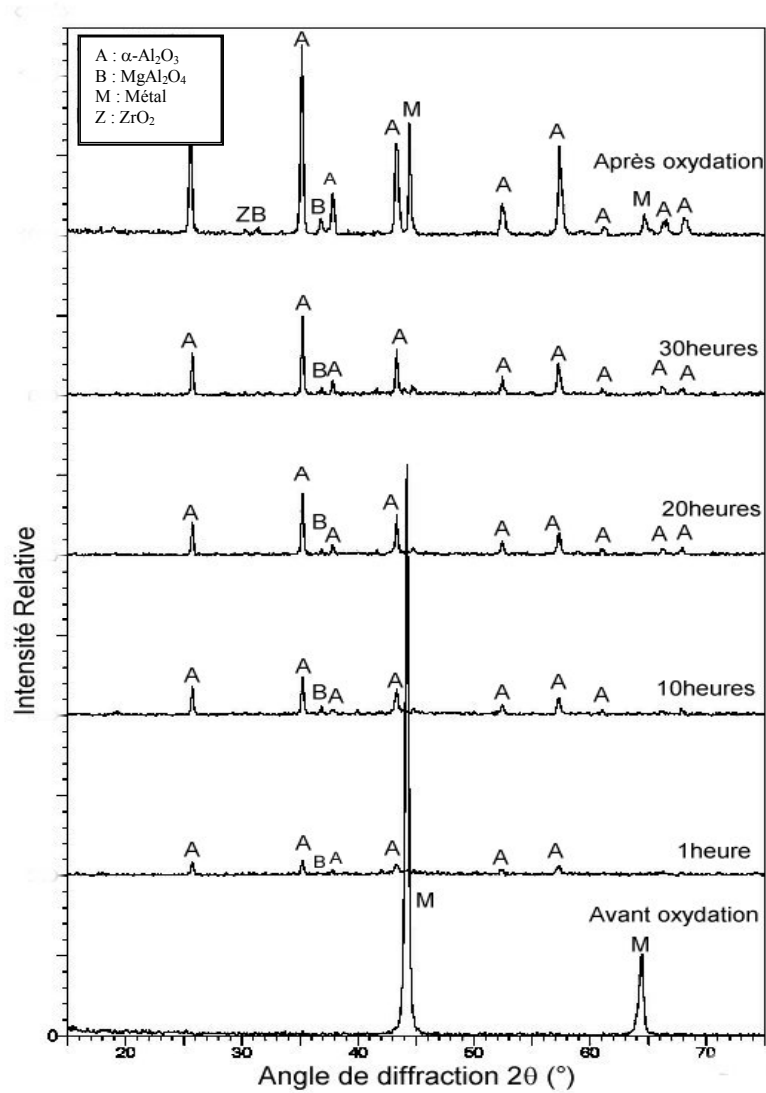 A : α-Al₂O₃
B : MgAl₂O₄
M : Métal
Z : ZrO₂
A
M
A
A
A
ZB
B
A
M
A
A
A
Après oxydation
A
A
B
A
A
A
A
A
A
A
30heures
A
A
B
A
A
A
A
A
A
A
20heures
A
A
B
A
A
A
A
A
10heures
A
A
B
A
A
A
A
1heure
M
M
Avant oxydation
Intensité Relative
0
20
30
40
50
60
70
Angle de diffraction 2θ (°)